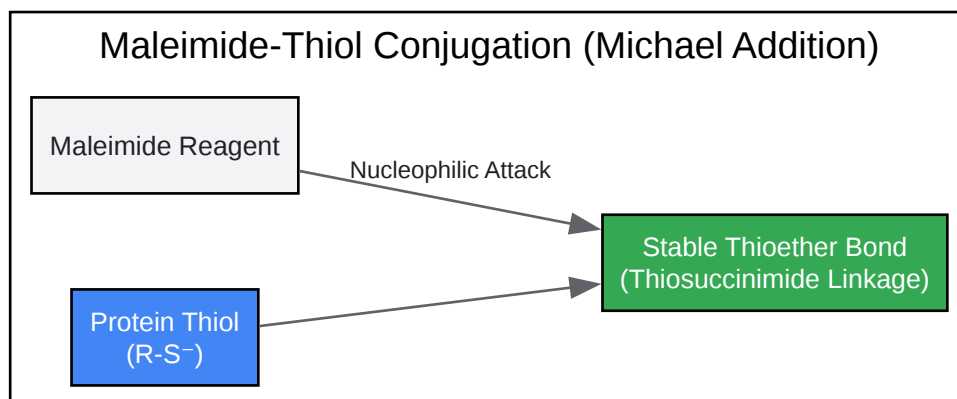 Maleimide-Thiol Conjugation (Michael Addition)
Maleimide Reagent
Nucleophilic Attack
Stable Thioether Bond
(Thiosuccinimide Linkage)
Protein Thiol
(R-S⁻)